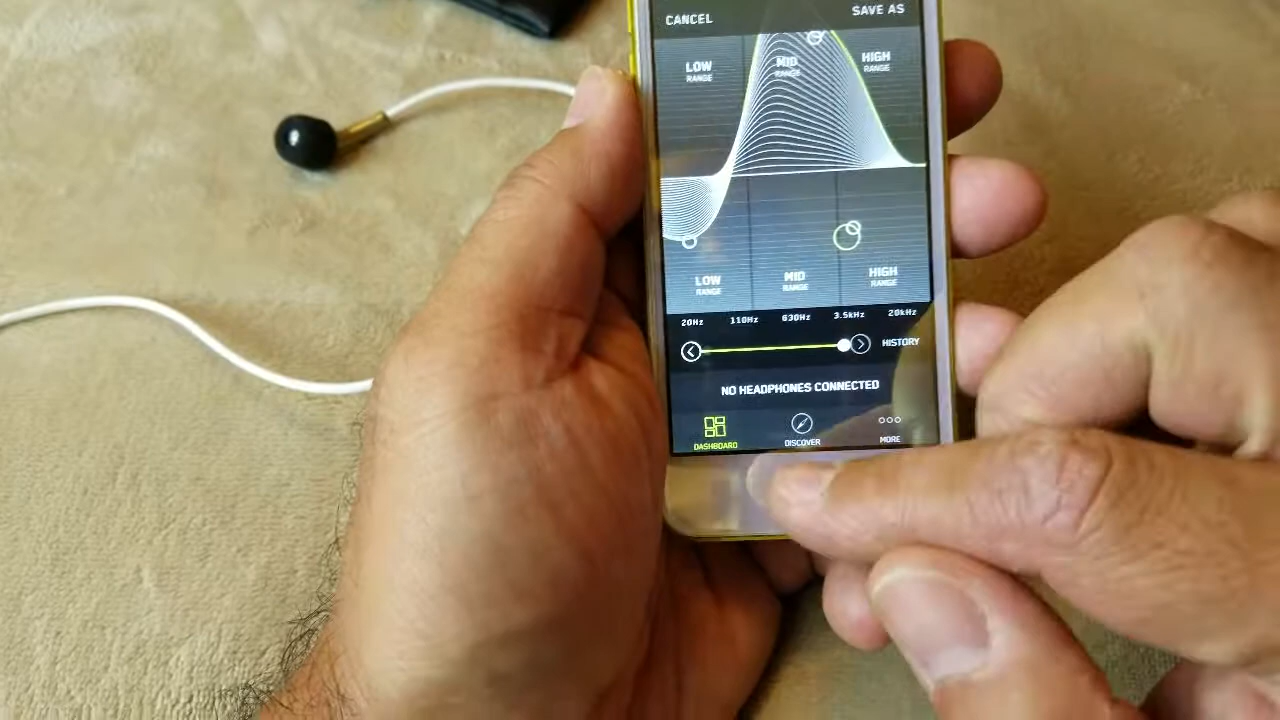 CANCEL SAVE AS
LOW MID HIGH
RANGE RANGE RANGE
LOW MID HIGH
RANGE RANGE RANGE
20Hz 110Hz 630Hz 3.5kHz 20kHz
HISTORY
NO HEADPHONES CONNECTED
DASHBOARD DISCOVER MORE